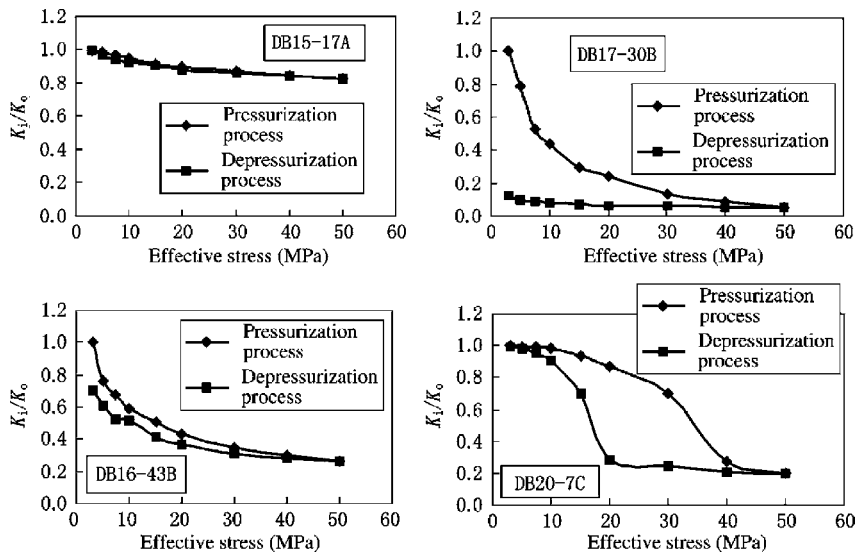 DB15-17A
Pressurization
process
Depressurization
process
Ki/Ko
1.2
1.0
0.8
0.6
0.4
0.2
0.0
0 10 20 30 40 50 60
Effective stress (MPa)
DB17-30B
Pressurization
process
Depressurization
process
Ki/Ko
1.2
1.0
0.8
0.6
0.4
0.2
0.0
0 10 20 30 40 50 60
Effective stress (MPa)
Pressurization
process
Depressurization
process
DB16-43B
Ki/Ko
1.2
1.0
0.8
0.6
0.4
0.2
0.0
0 10 20 30 40 50 60
Effective stress (MPa)
Pressurization
process
Depressurization
process
DB20-7C
Ki/Ko
1.2
1.0
0.8
0.6
0.4
0.2
0.0
0 10 20 30 40 50 60
Effective stress (MPa)